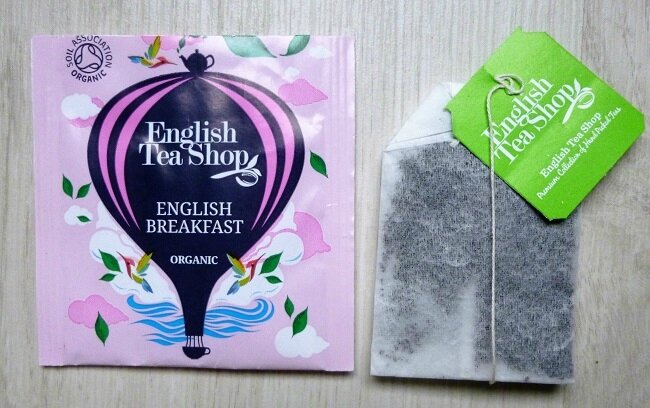 SOIL ASSOCIATION
ORGANIC
English
Tea Shop
ENGLISH
BREAKFAST
ORGANIC
English
Tea Shop
English Tea Shop
Premium Collection of Hand Picked Teas